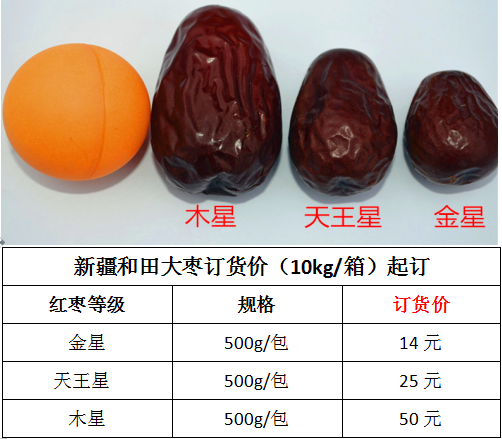 木星 天王星 金星
新疆和田大枣订货价（10kg/箱）起订
红枣等级 规格 订货价
金星 500g/包 14 元
天王星 500g/包 25 元
木星 500g/包 50 元